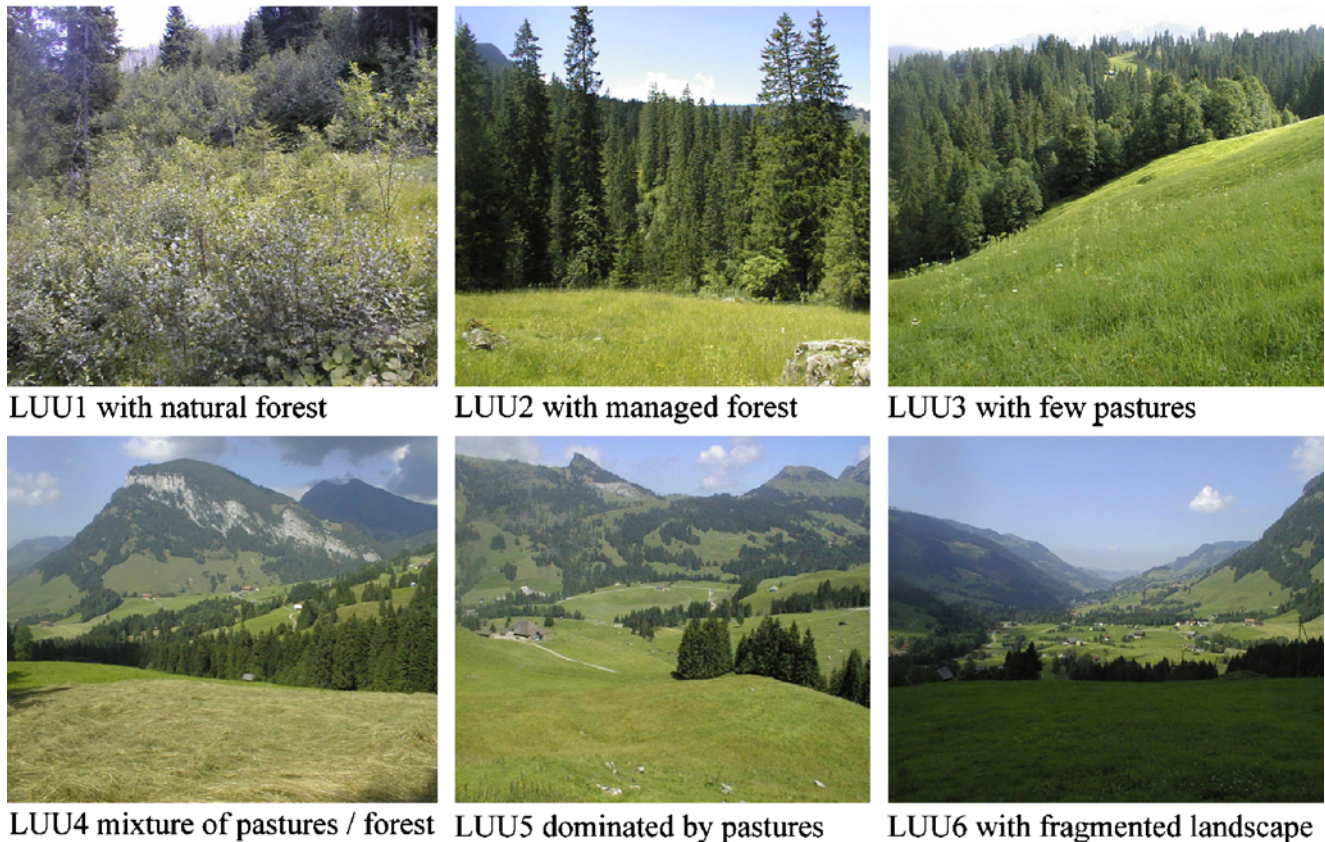 LUU1 with natural forest
LUU2 with managed forest
LUU3 with few pastures
LUU4 mixture of pastures / forest
LUU5 dominated by pastures
LUU6 with fragmented landscape